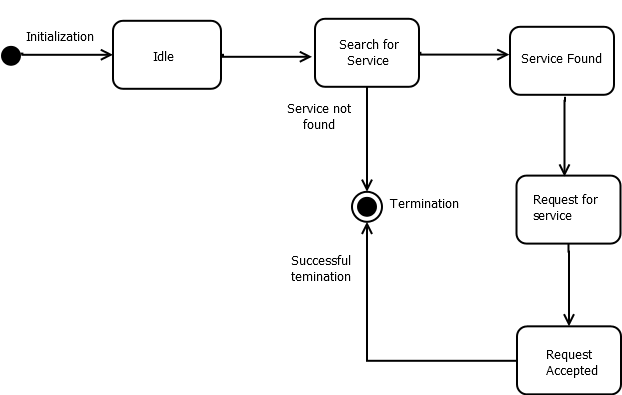 Initialization
Idle
Search for
Service
Service Found
Service not
found
Request for
service
Termination
Successful
temination
Request
Accepted